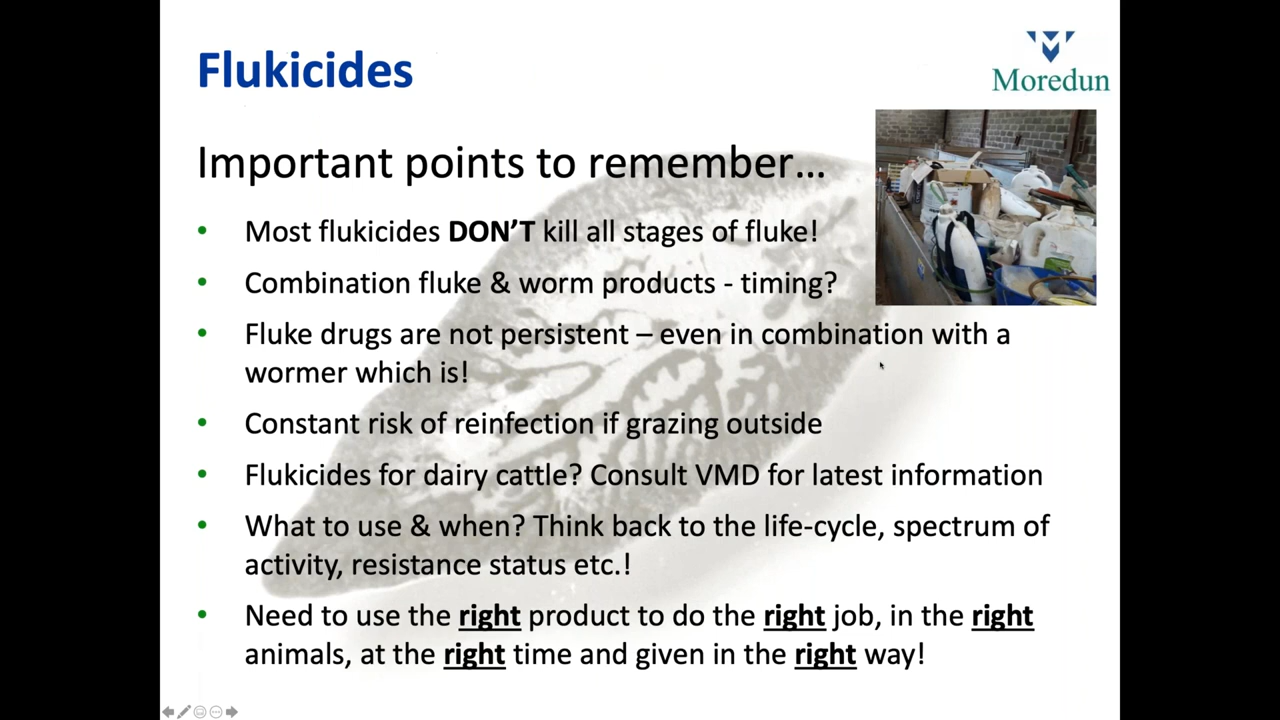 Flukicides
Moredun
Important points to remember…
• Most flukicides DON'T kill all stages of fluke!
• Combination fluke & worm products - timing?
• Fluke drugs are not persistent – even in combination with a
wormer which is!
• Constant risk of reinfection if grazing outside
• Flukicides for dairy cattle? Consult VMD for latest information
• What to use & when? Think back to the life-cycle, spectrum of
activity, resistance status etc.!
• Need to use the right product to do the right job, in the right
animals, at the right time and given in the right way!